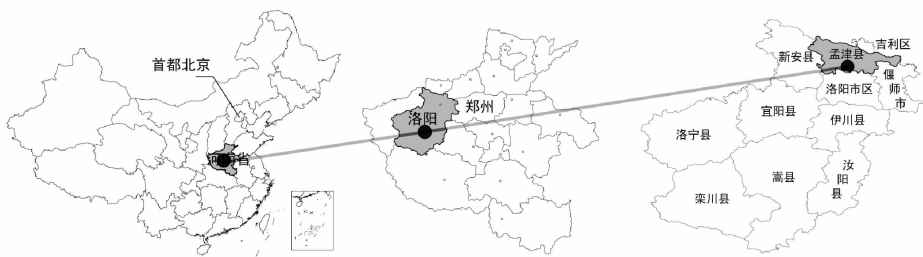 首都北京
河南省
郑州
洛阳
吉利区
孟津县
新安县
偃师市
洛阳市区
宜阳县
伊川县
洛宁县
汝阳县
嵩县
栾川县